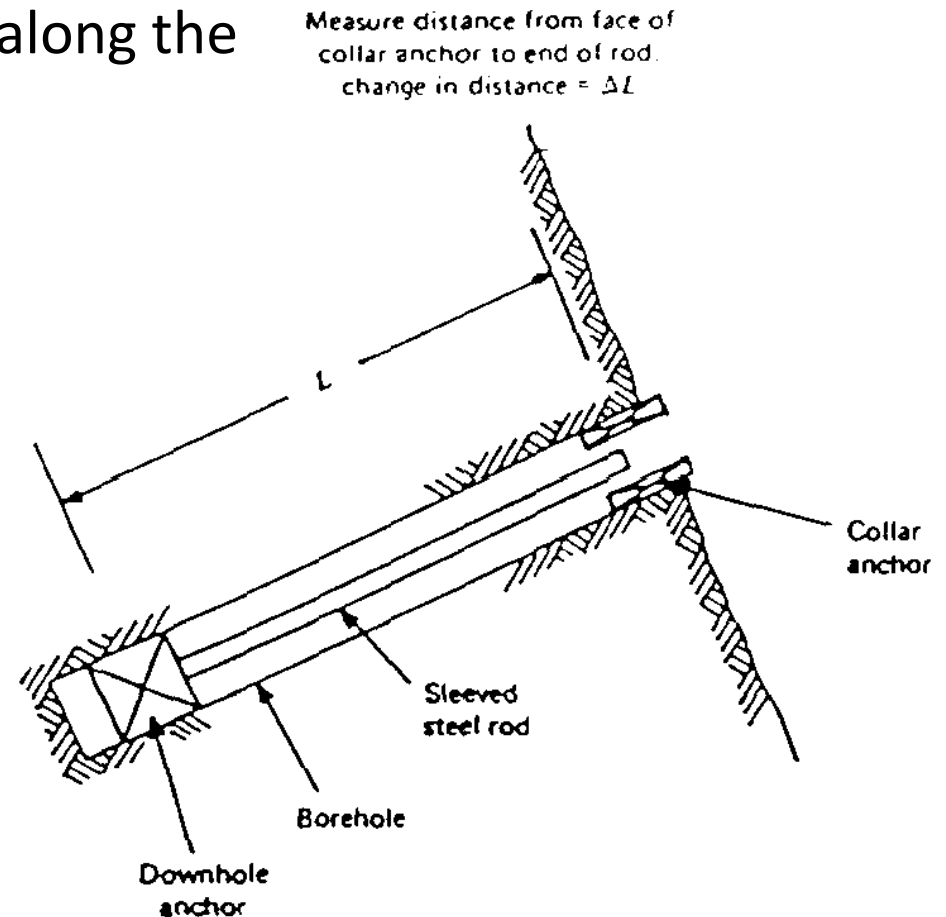 along the
Measure distance from face of
collar anchor to end of rod.
change in distance = ΔL
L
Collar
anchor
Sleeved
steel rod
Borehole
Downhole
anchor